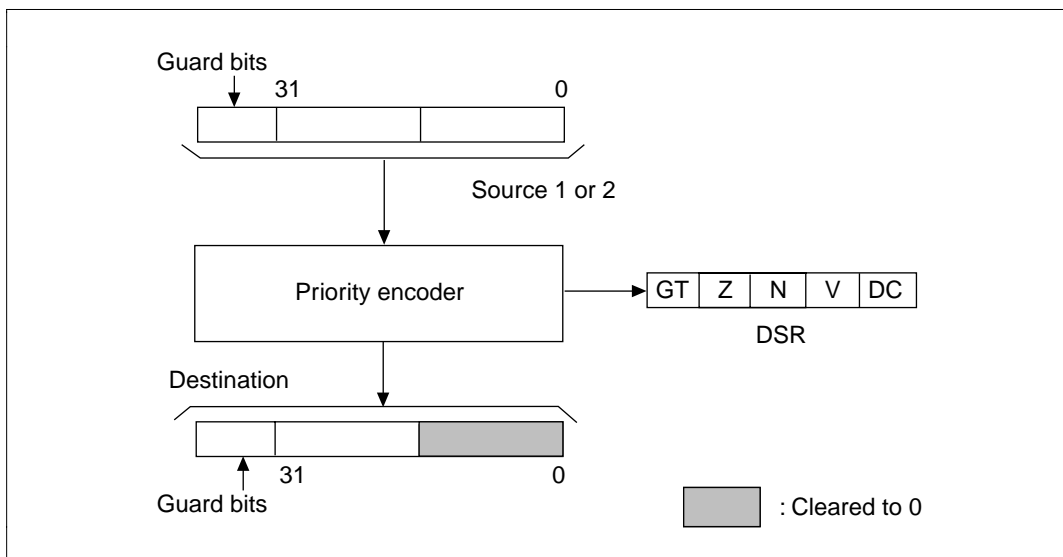 Guard bits
31 0
Source 1 or 2
Priority encoder
GT Z N V DC
DSR
Destination
31 0
Guard bits
: Cleared to 0